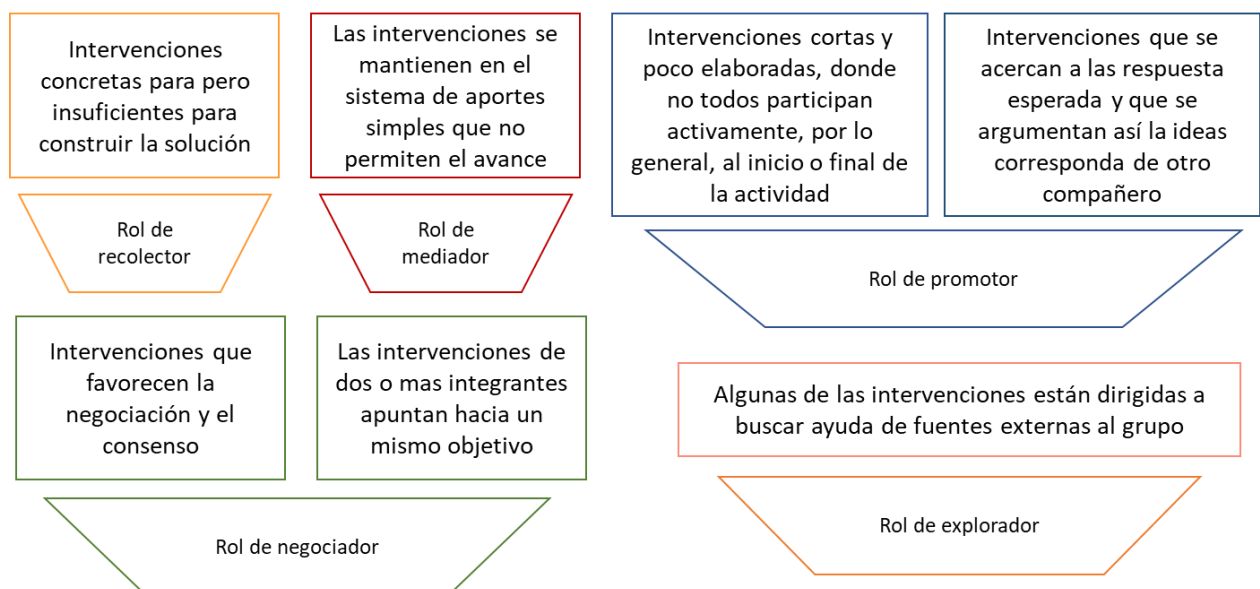 Intervenciones
concretas para pero
insuficientes para
construir la solución
Rol de
recolector
Las intervenciones se
mantienen en el
sistema de aportes
simples que no
permiten el avance
Rol de
mediador
Intervenciones cortas y
poco elaboradas, donde
no todos participan
activamente, por lo
general, al inicio o final de
la actividad
Intervenciones que se
acercan a las respuesta
esperada y que se
argumentan así la ideas
corresponda de otro
compañero
Rol de promotor
Intervenciones que
favorecen la
negociación y el
consenso
Las intervenciones de
dos o mas integrantes
apuntan hacia un
mismo objetivo
Rol de negociador
Algunas de las intervenciones están dirigidas a
buscar ayuda de fuentes externas al grupo
Rol de explorador